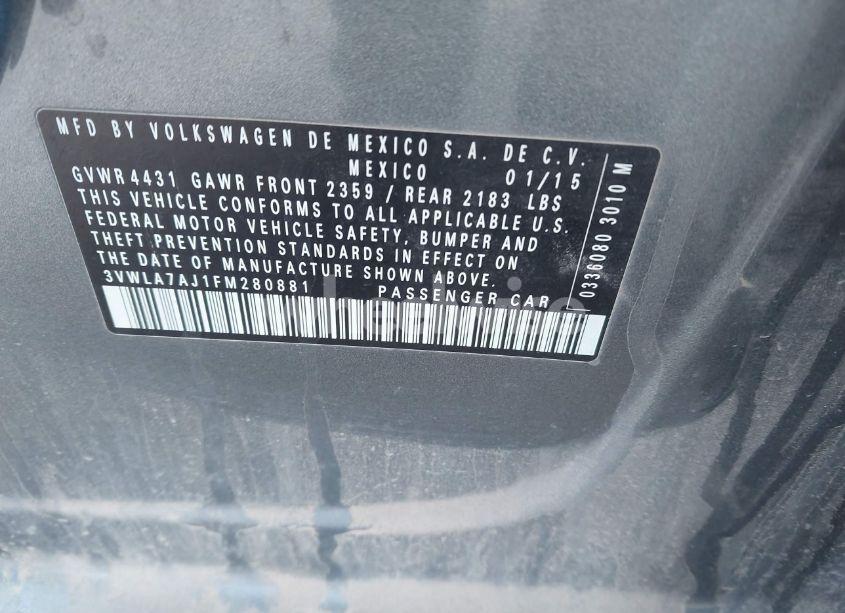 MFD BY VOLKSWAGEN DE MEXICO S.A. DE C.V.
MEXICO 01/15
GVWR 4431 GAWR FRONT 2359 / REAR 2183 LBS
THIS VEHICLE CONFORMS TO ALL APPLICABLE U.S.
FEDERAL MOTOR VEHICLE SAFETY, BUMPER AND
THEFT PREVENTION STANDARDS IN EFFECT ON
THE DATE OF MANUFACTURE SHOWN ABOVE.
3VWLA7AJ1FM280881 PASSENGER CAR
0336080 3010 M